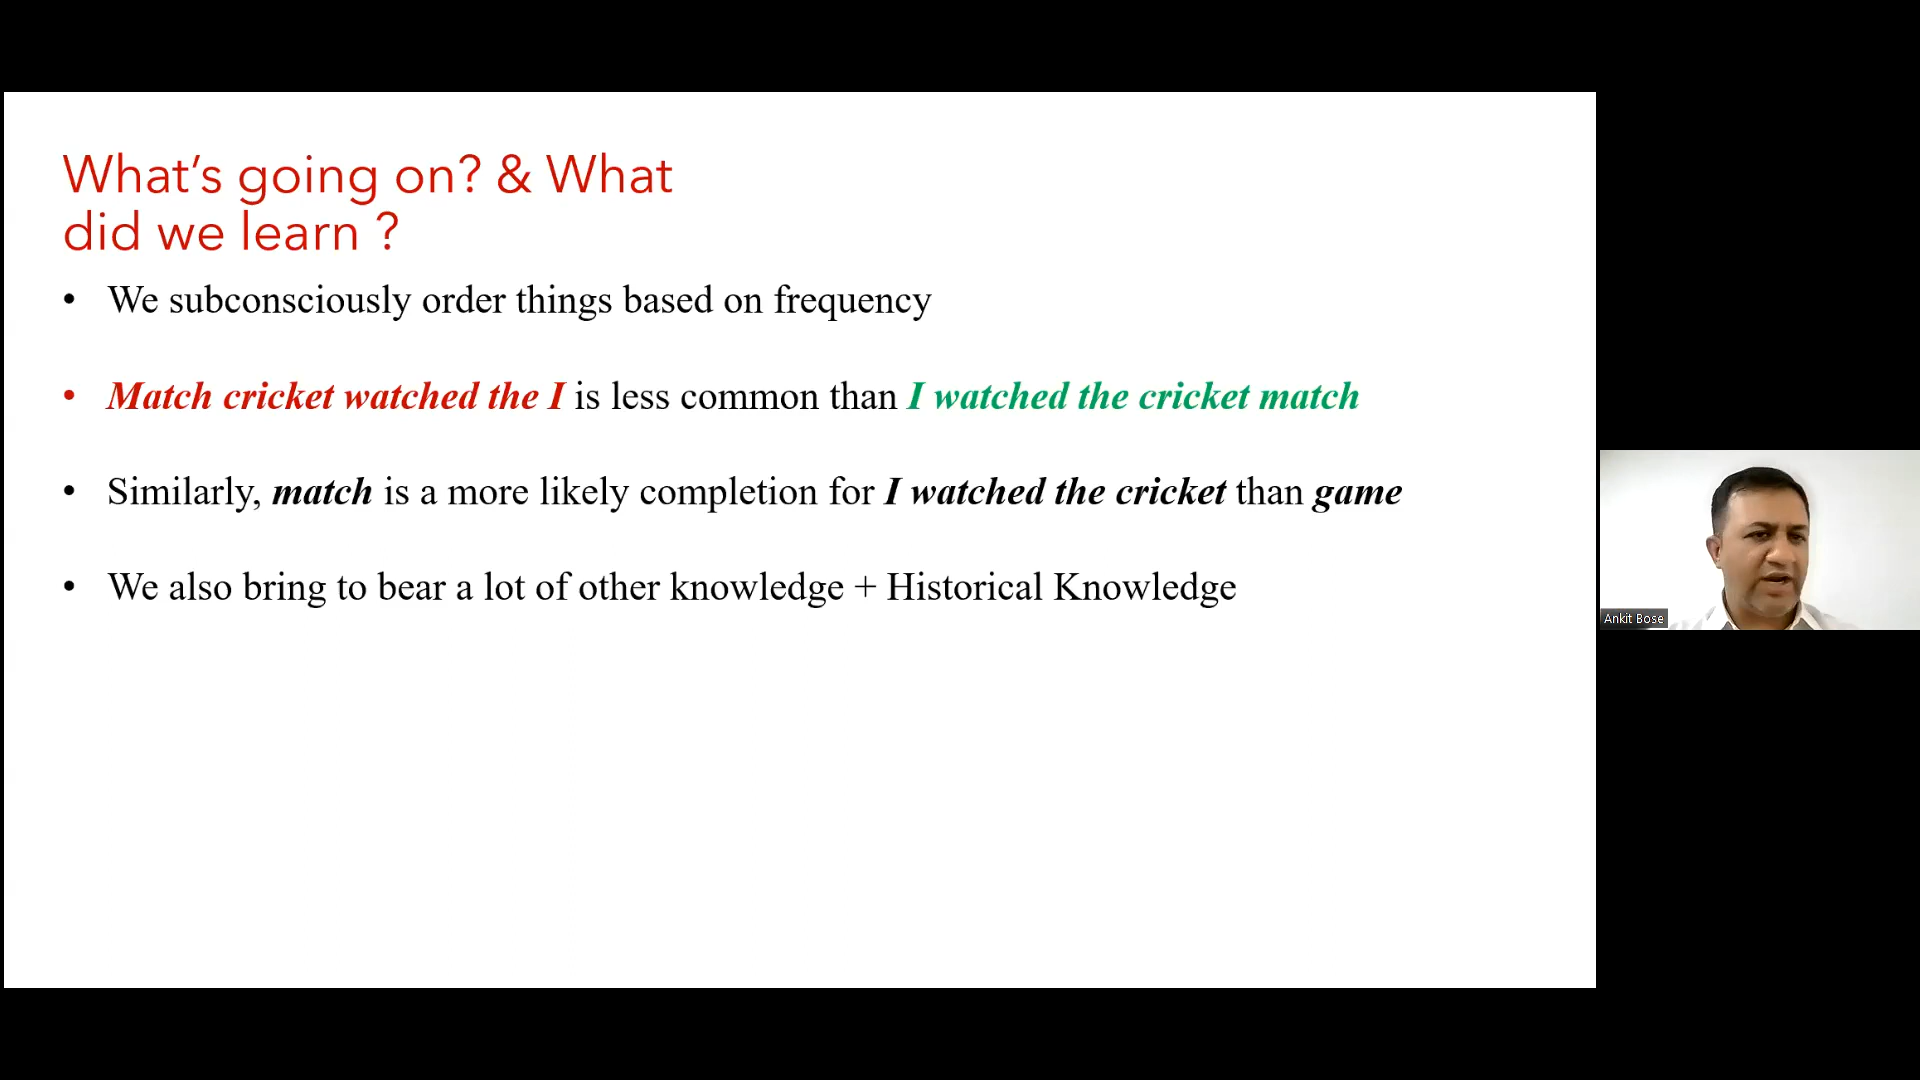 What’s going on? & What
did we learn ?
• We subconsciously order things based on frequency
• Match cricket watched the I is less common than I watched the cricket match
• Similarly, match is a more likely completion for I watched the cricket than game
• We also bring to bear a lot of other knowledge + Historical Knowledge
Ankit Bose